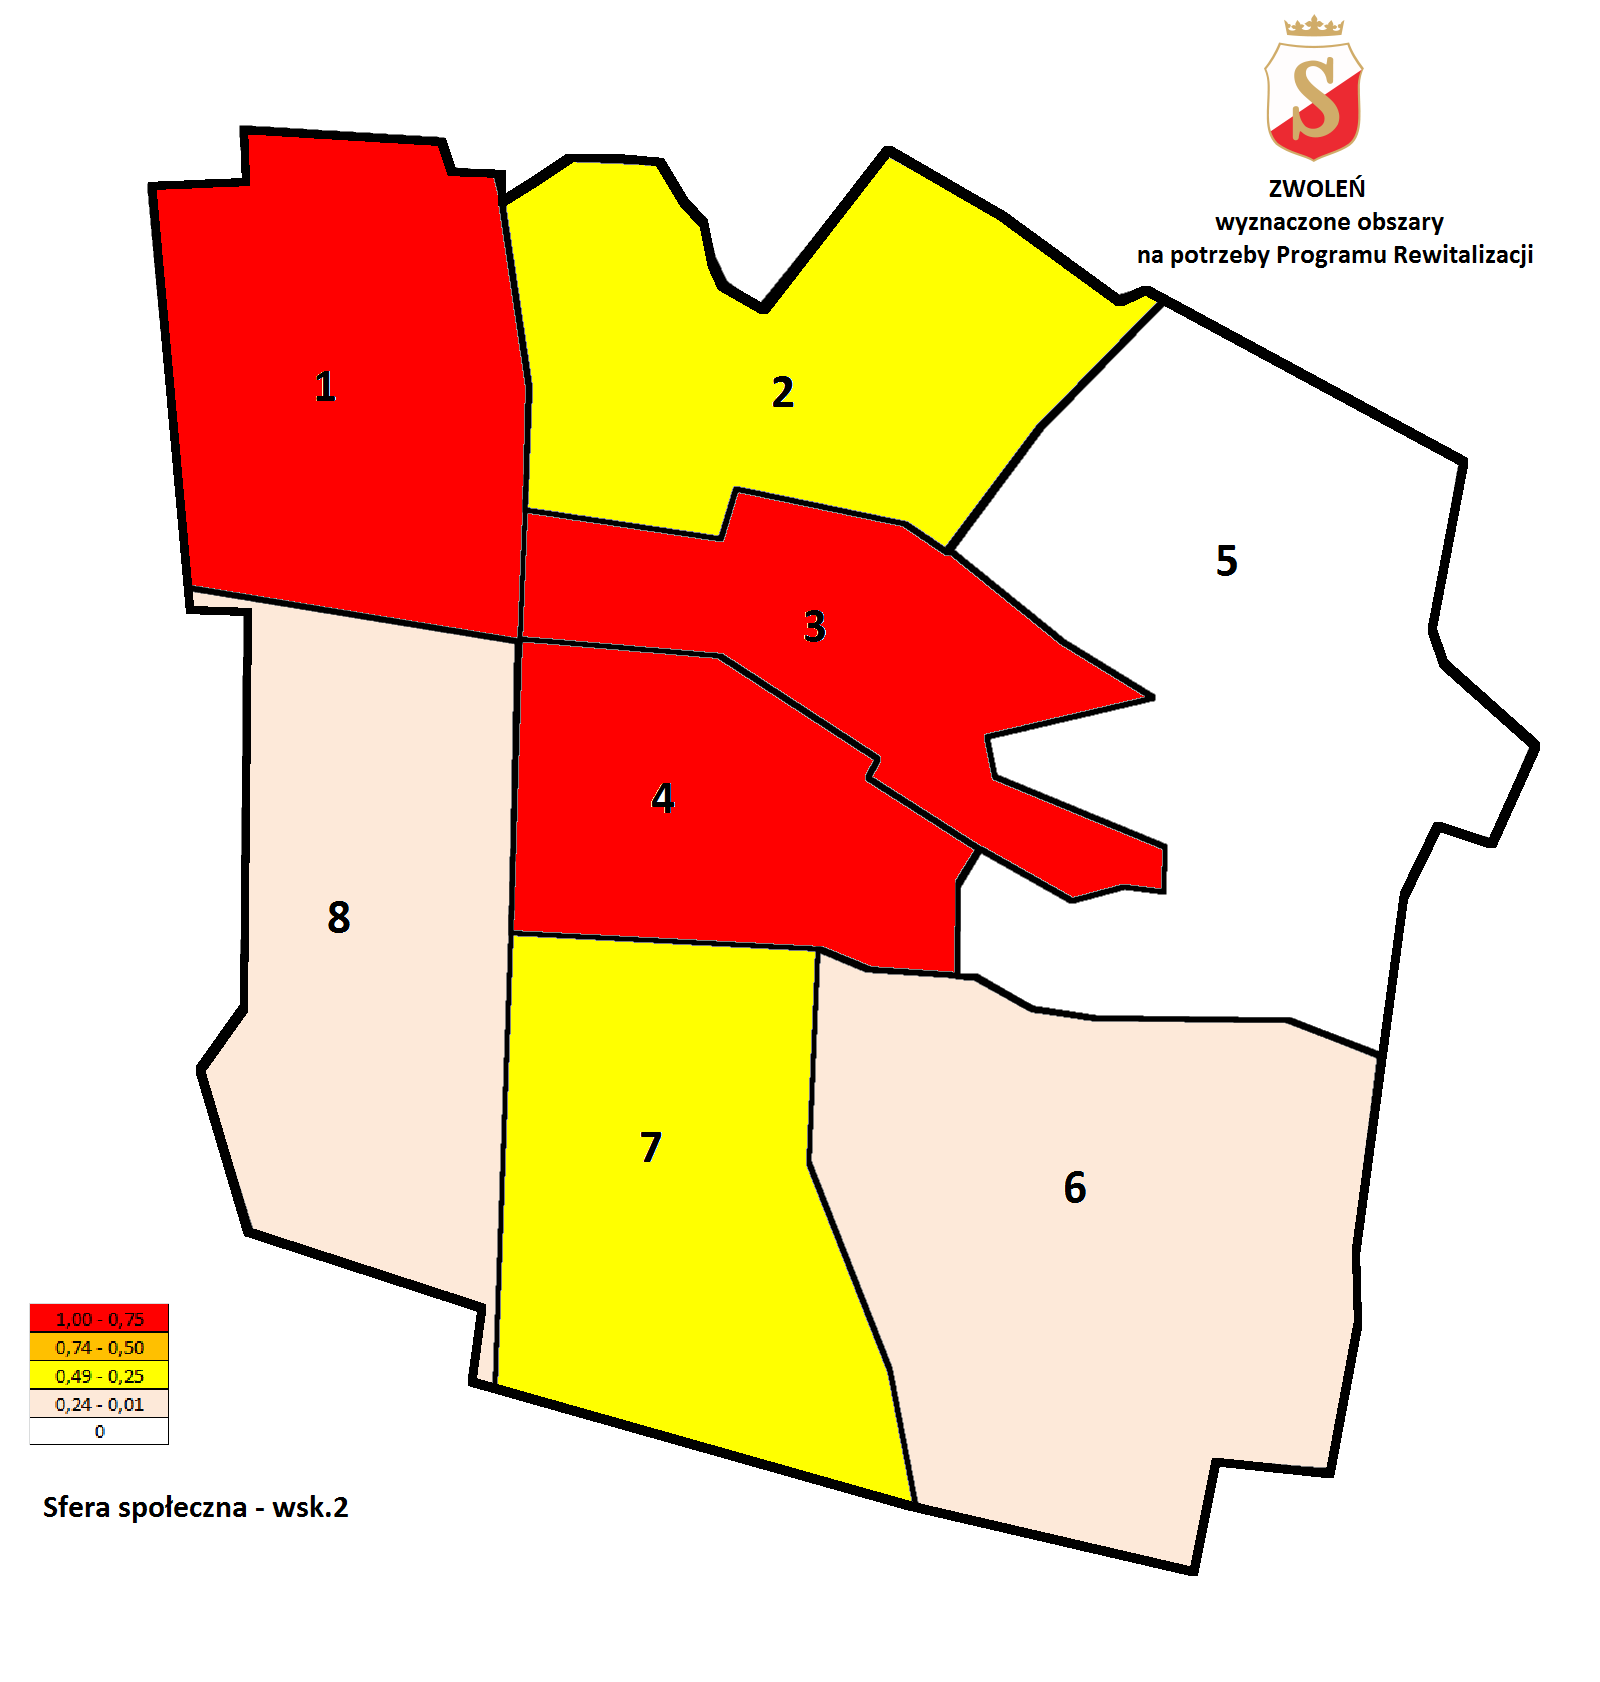 S
ZWOLEŃ
wyznaczone obszary
na potrzeby Programu Rewitalizacji
1
2
5
3
4
8
7
6
1,00 - 0,75
0,74 - 0,50
0,49 - 0,25
0,24 - 0,01
0
Sfera społeczna - wsk.2